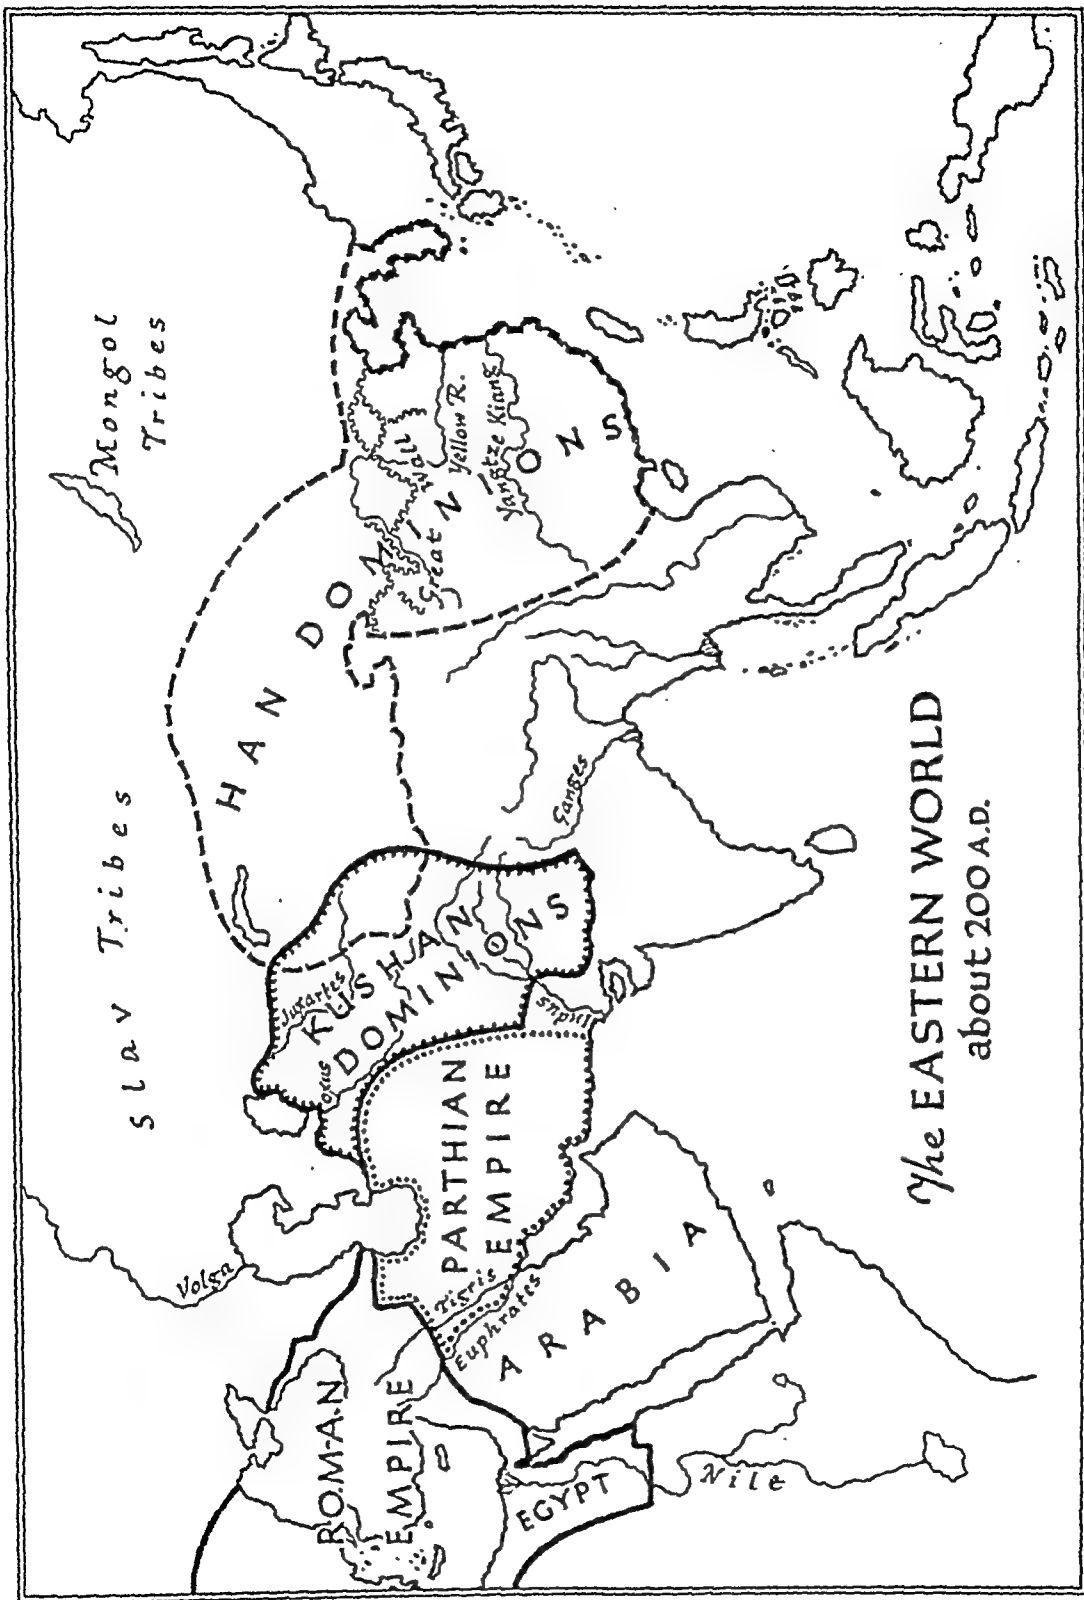 Slav Tribes
Mongol
Tribes
HAN DOMINIONS
Great Wall
Yellow R.
Yangtze Kiang
Volga
Juxartes
Oxus
KUSHAN
DOMINIONS
Indus
Ganges
ROMAN
EMPIRE
PARTHIAN
EMPIRE
Tigris
Euphrates
ARABIA
EGYPT
Nile
The EASTERN WORLD
about 200 A.D.